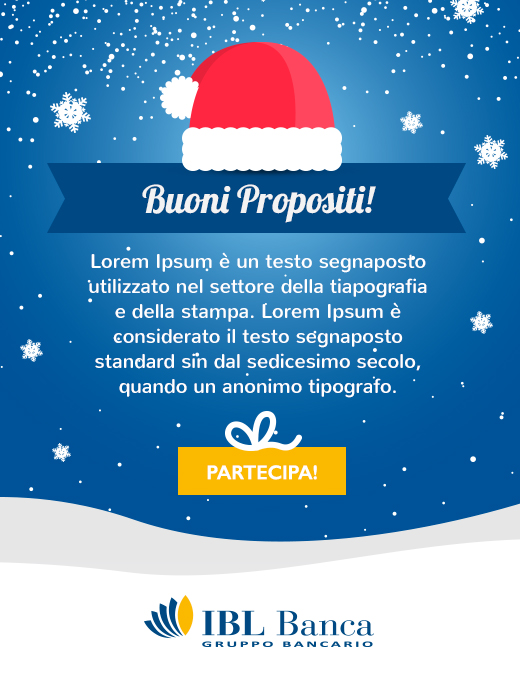 Buoni Propositi!
Lorem Ipsum è un testo segnaposto
utilizzato nel settore della tiapografia
e della stampa. Lorem Ipsum è
considerato il testo segnaposto
standard sin dal sedicesimo secolo,
quando un anonimo tipografo.
PARTECIPA!
IBL Banca
GRUPPO BANCARIO